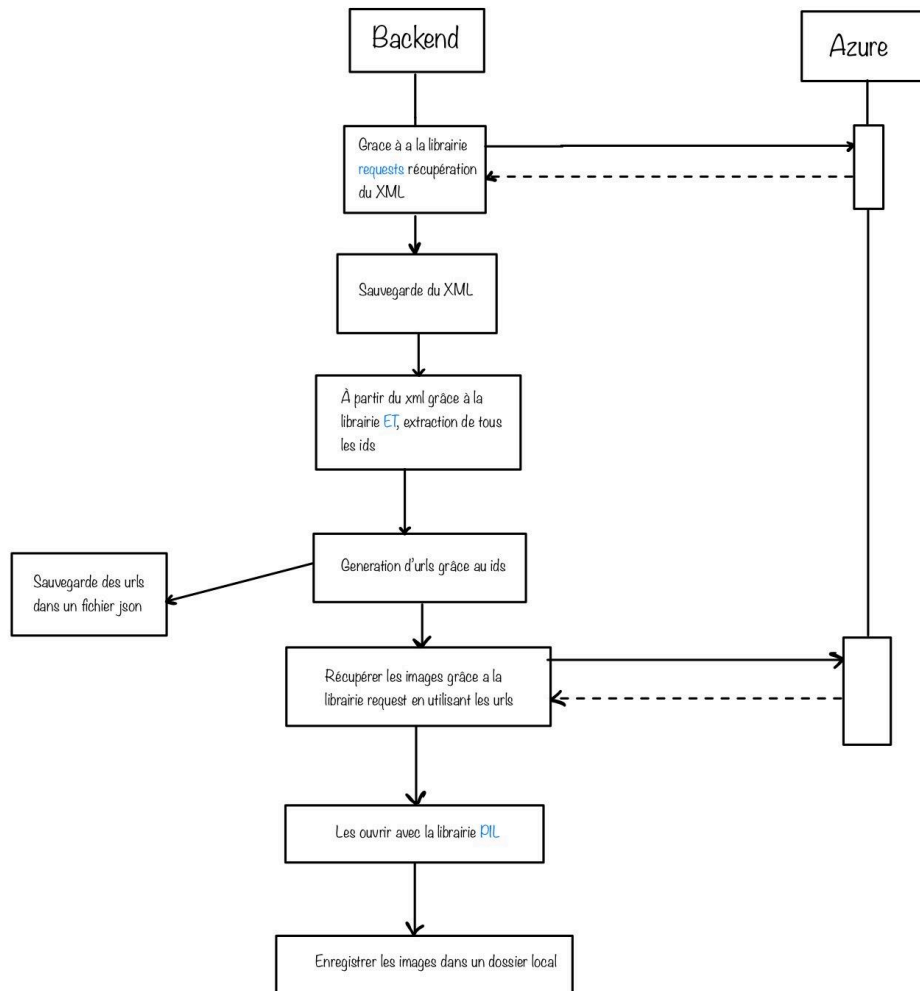 Backend
Azure
Grace à a la librairie
requests récupération
du XML
Sauvegarde du XML
À partir du xml grâce à la
librairie ET, extraction de tous
les ids
Generation d'urls grâce au ids
Sauvegarde des urls
dans un fichier json
Récupérer les images grâce a la
librairie request en utilisant les urls
Les ouvrir avec la librairie PIL
Enregistrer les images dans un dossier local